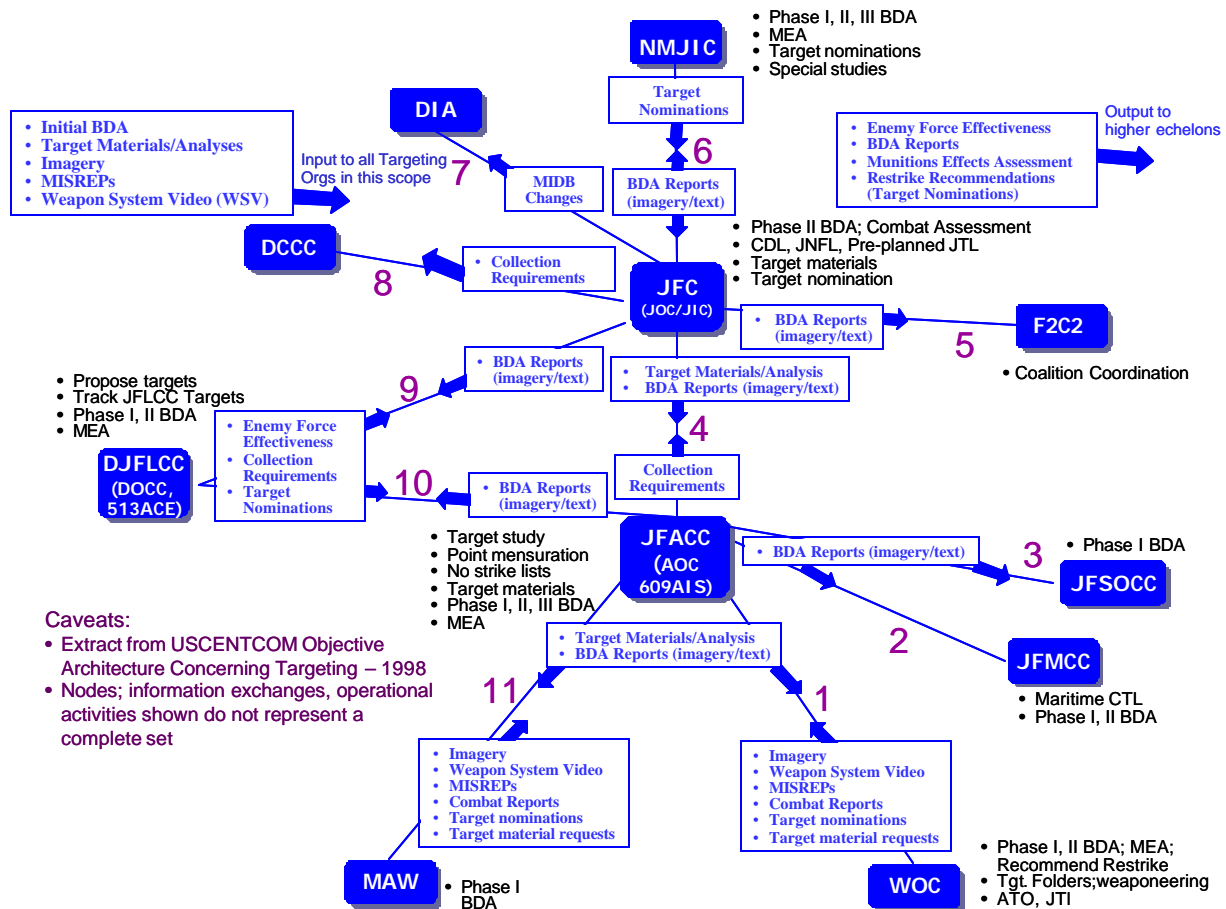 NMJIC
• Phase I, II, III BDA
• MEA
• Target nominations
• Special studies
Target
Nominations
DIA
• Initial BDA
• Target Materials/Analyses
• Imagery
• MISREPs
• Weapon System Video (WSV)
Input to all Targeting
Orgs in this scope
• Enemy Force Effectiveness
• BDA Reports
• Munitions Effects Assessment
• Restrike Recommendations
(Target Nominations)
Output to
higher echelons
6
7
MIDB
Changes
BDA Reports
(imagery/text)
• Phase II BDA; Combat Assessment
• CDL, JNFL, Pre-planned JTL
• Target materials
• Target nomination
DCCC
8
• Collection
Requirements
JFC
(JOC/JIC)
• BDA Reports
(imagery/text)
5
F2C2
• Coalition Coordination
• BDA Reports
(imagery/text)
9
• Target Materials/Analysis
• BDA Reports (imagery/text)
4
Collection
Requirements
• Propose targets
• Track JFLCC Targets
• Phase I, II BDA
• MEA
DJFLCC
(DOCC,
513ACE)
• Enemy Force
Effectiveness
• Collection
Requirements
• Target
Nominations
10
• BDA Reports
(imagery/text)
• Target study
• Point mensuration
• No strike lists
• Target materials
• Phase I, II, III BDA
• MEA
JFACC
(AOC
609AIS)
• BDA Reports (imagery/text)
3
• Phase I BDA
JFSOCC
2
JFMCC
• Maritime CTL
• Phase I, II BDA
Caveats:
• Extract from USCENTCOM Objective
Architecture Concerning Targeting – 1998
• Nodes; information exchanges, operational
activities shown do not represent a
complete set
• Target Materials/Analysis
• BDA Reports (imagery/text)
11
1
• Imagery
• Weapon System Video
• MISREPs
• Combat Reports
• Target nominations
• Target material requests
• Imagery
• Weapon System Video
• MISREPs
• Combat Reports
• Target nominations
• Target material requests
MAW
• Phase I
BDA
WOC
• Phase I, II BDA; MEA;
Recommend Restrike
• Tgt. Folders;weaponeering
• ATO, JTI